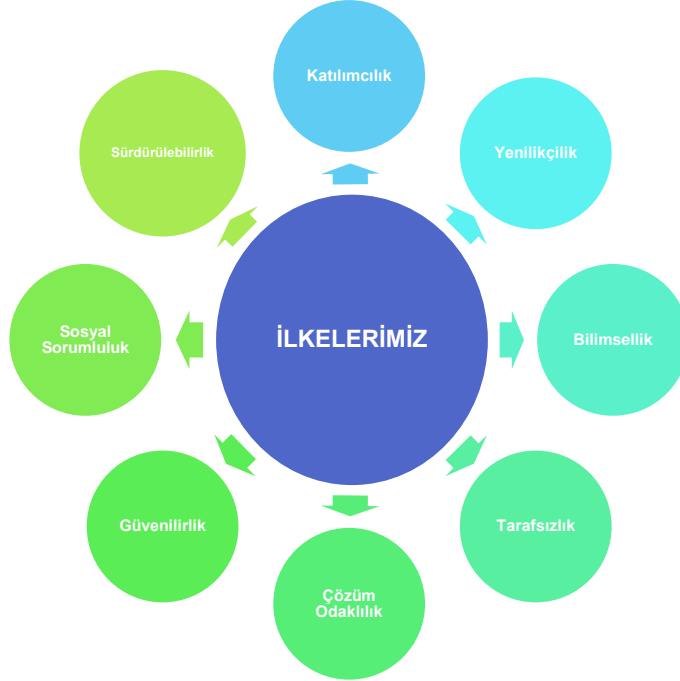 Katılımcılık
Yenilikçilik
Sürdürülebilirlik
İLKELERİMİZ
Sosyal
Sorumluluk
Bilimsellik
Güvenilirlik
Tarafsızlık
Çözüm
Odaklılık